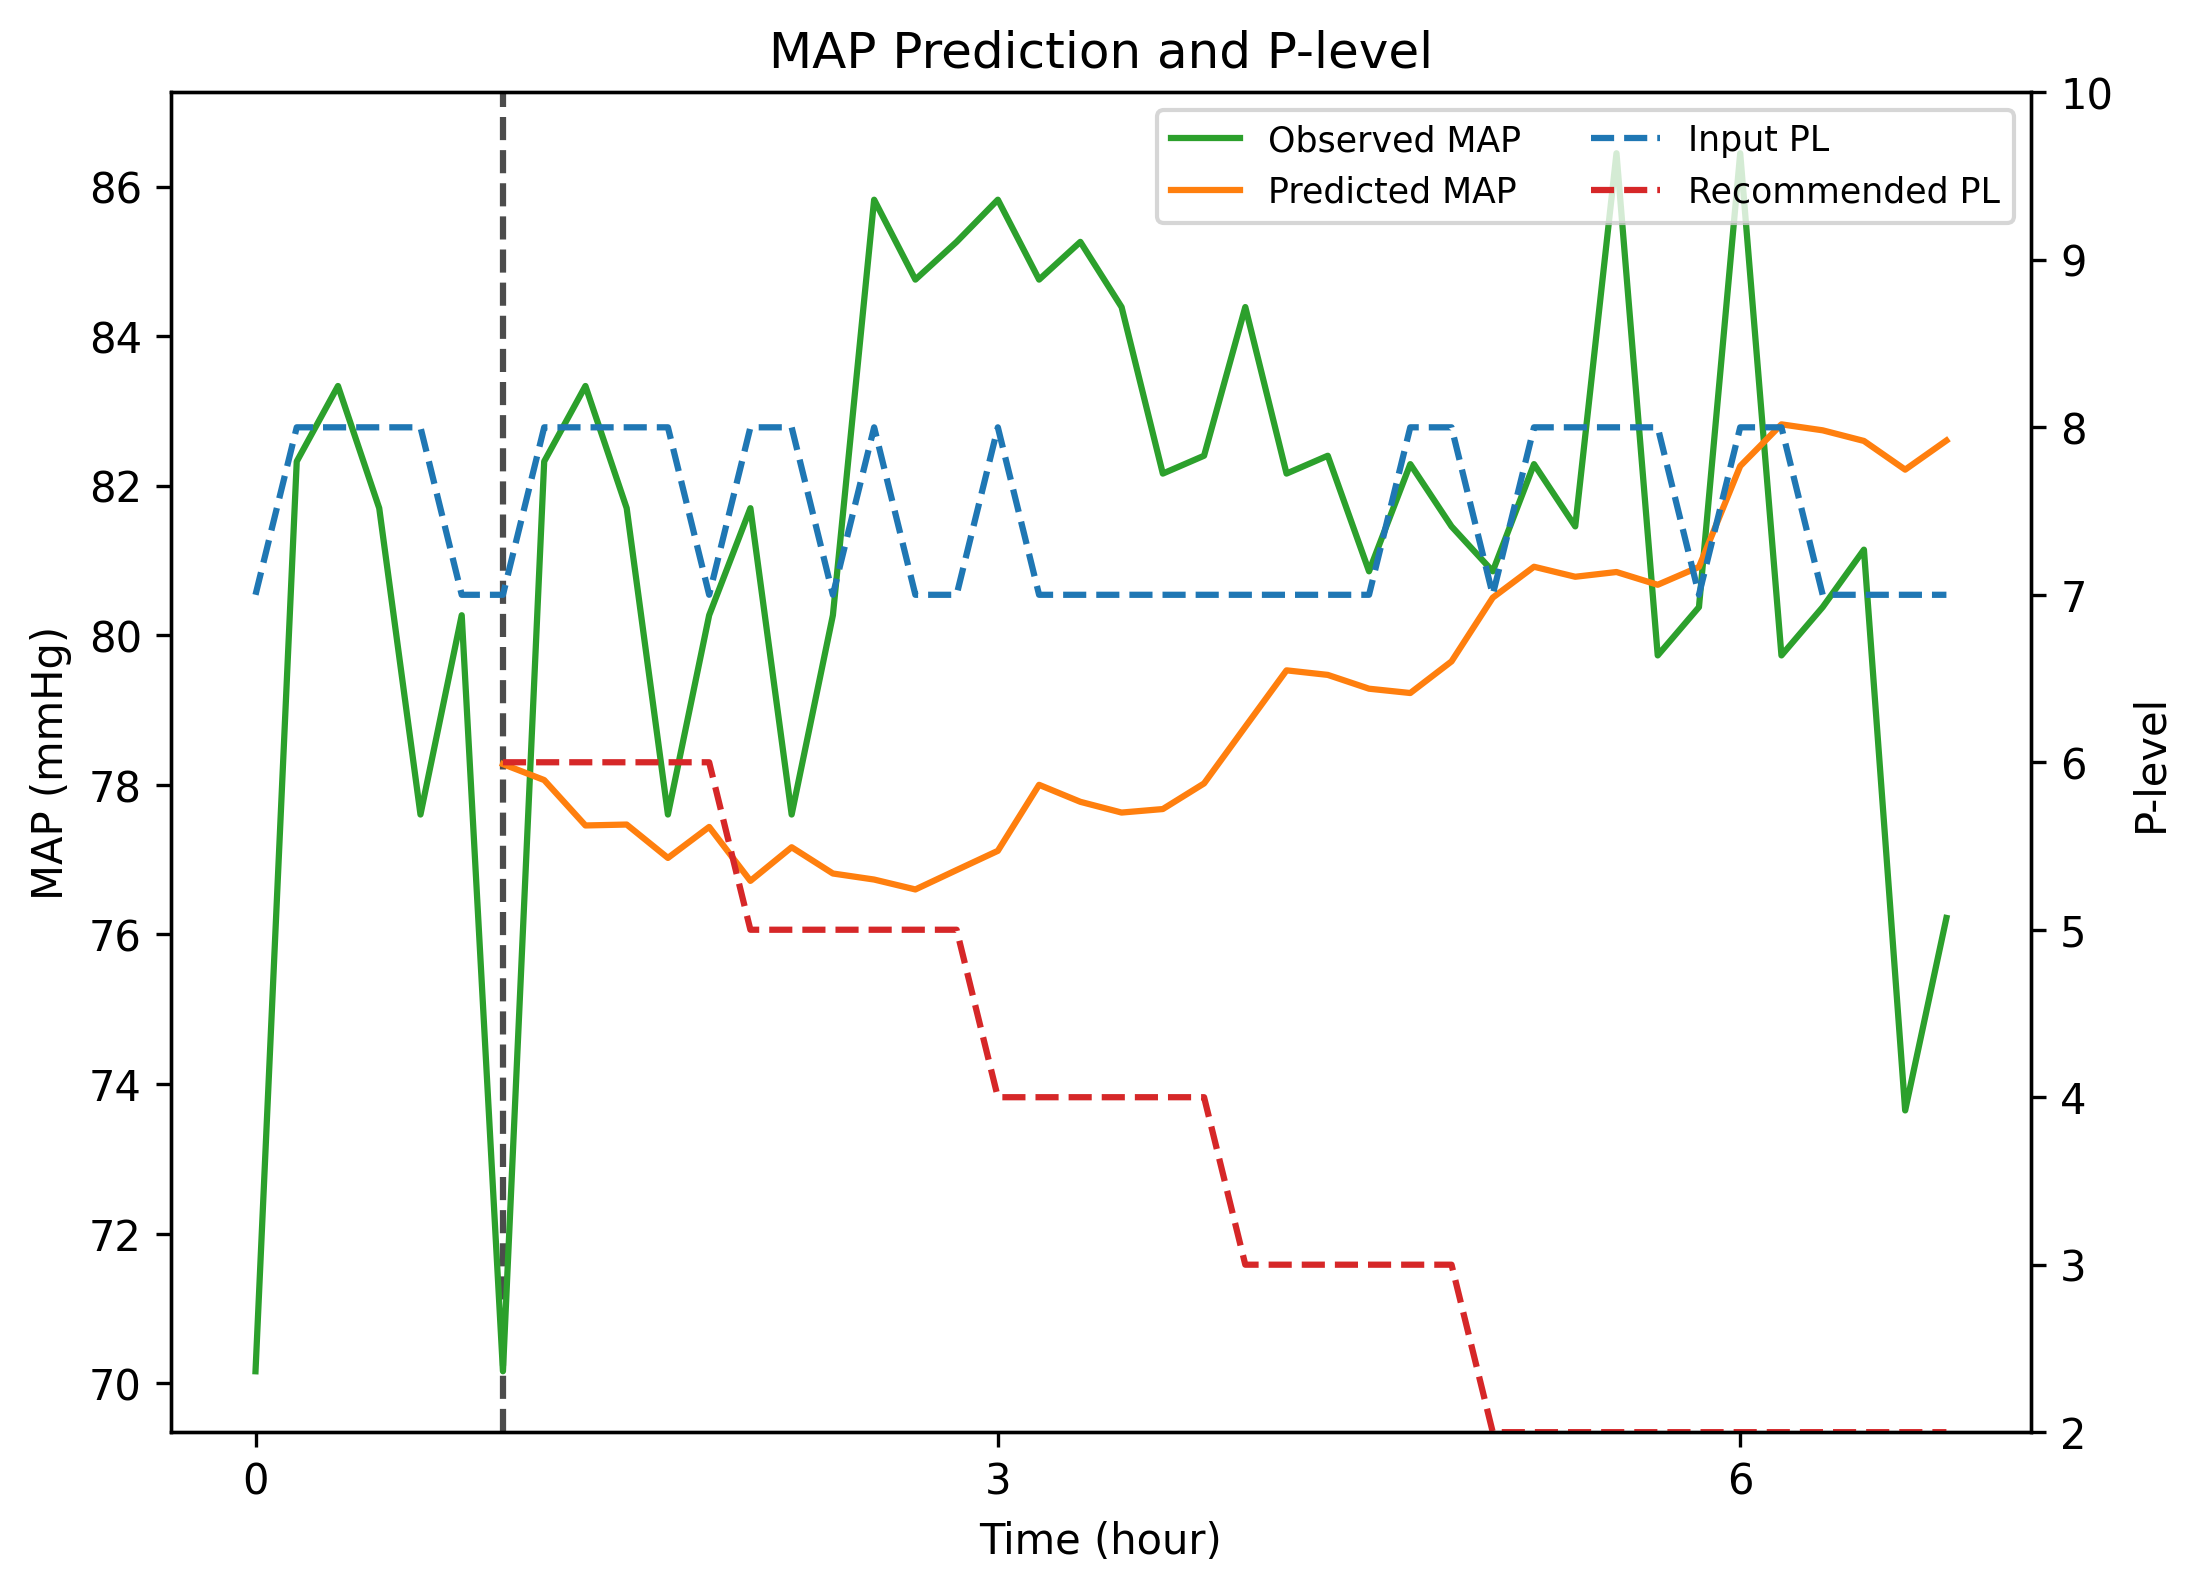 MAP Prediction and P-level
Observed MAP
Predicted MAP
Input PL
Recommended PL
MAP (mmHg)
86
84
82
80
78
76
74
72
70
10
9
8
7
6
5
4
3
2
P-level
0
3
6
Time (hour)